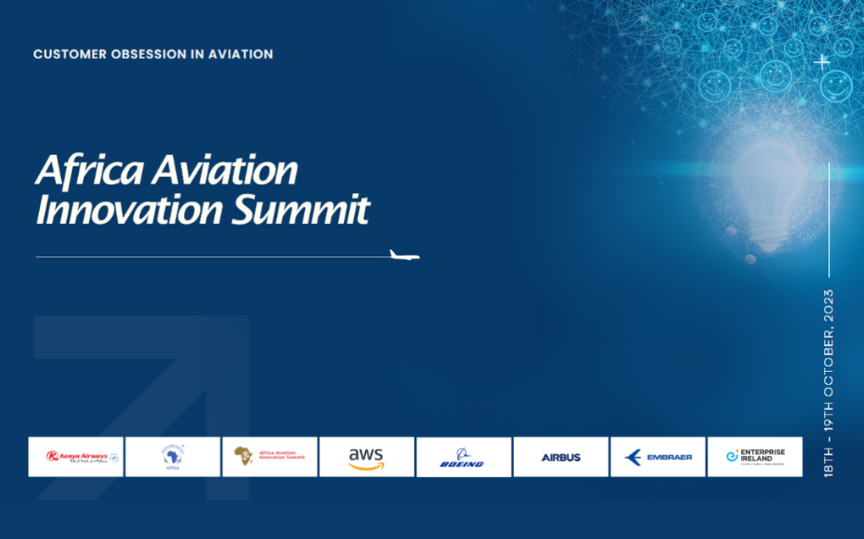 CUSTOMER OBSESSION IN AVIATION
Africa Aviation
Innovation Summit
18TH - 19TH OCTOBER, 2023
Kenya Airways
The Pride of Africa
AFRAA
Africa Aviation
Innovation Summit
aws
BOEING
AIRBUS
EMBRAER
ENTERPRISE
IRELAND